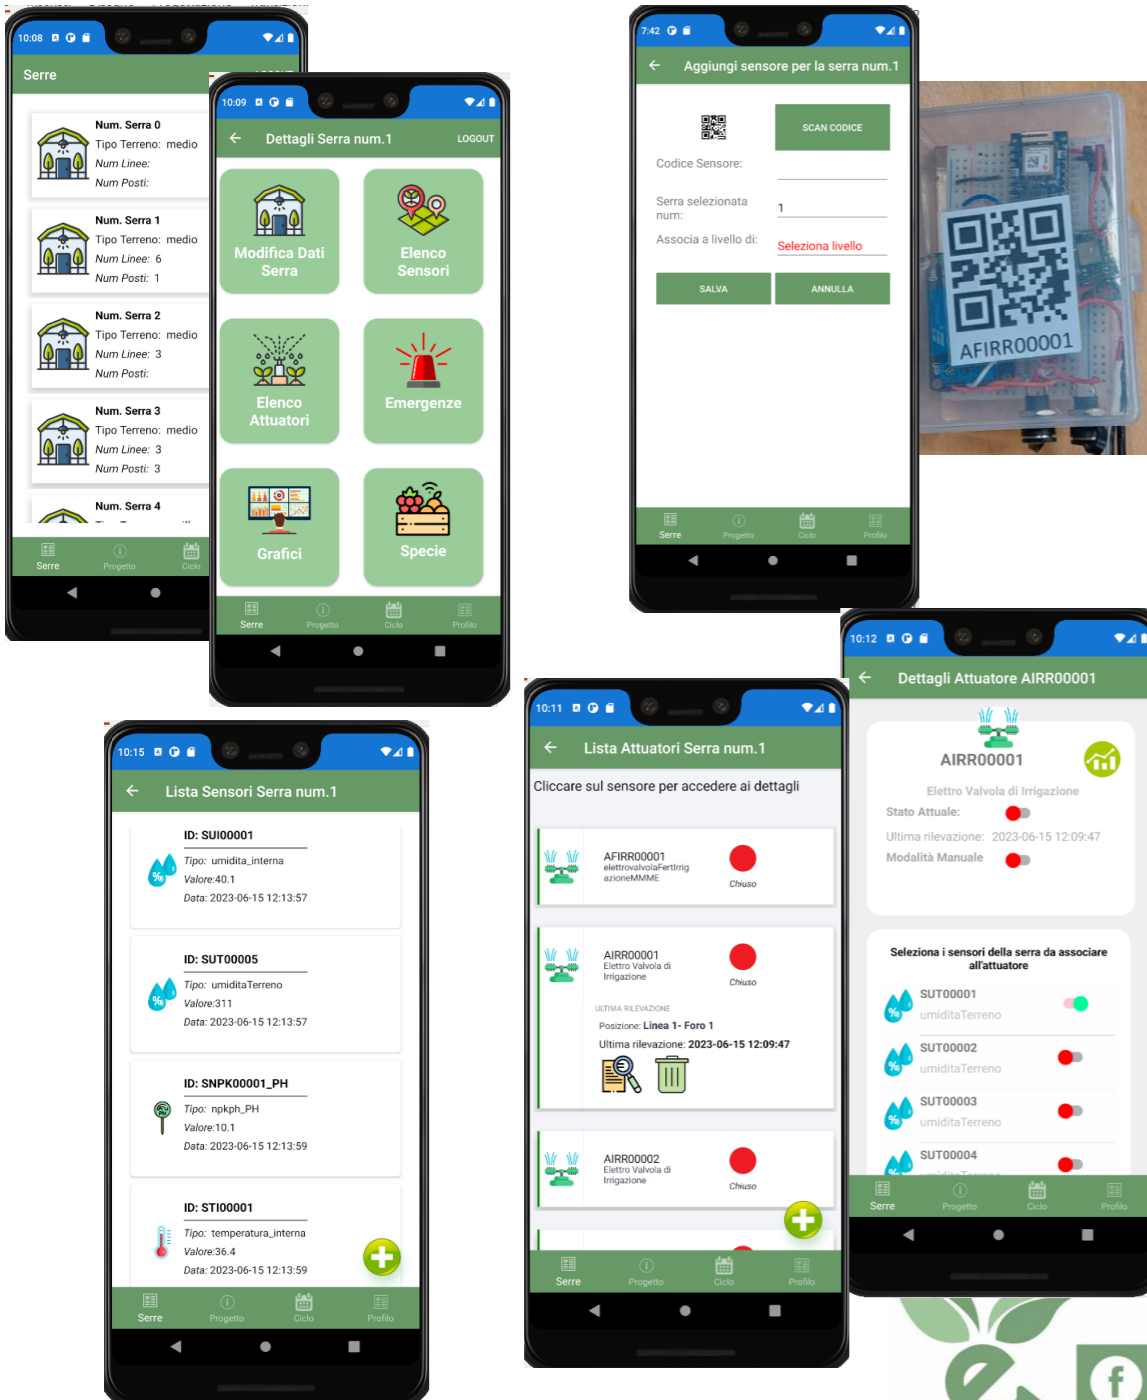 10:08
Serre
Num. Serra 0
Tipo Terreno: medio
Num Linee:
Num Posti:
Num. Serra 1
Tipo Terreno: medio
Num Linee: 6
Num Posti: 1
Num. Serra 2
Tipo Terreno: medio
Num Linee: 3
Num Posti:
Num. Serra 3
Tipo Terreno: medio
Num Linee: 3
Num Posti: 3
Num. Serra 4
Serre
Progetto
Ciclo
10:09
Dettagli Serra num.1
LOGOUT
Modifica Dati
Serra
Elenco
Sensori
Elenco
Attuatori
Emergenze
Grafici
Specie
Serre
Progetto
Ciclo
Profilo
7:42
Aggiungi sensore per la serra num.1
SCAN CODICE
Codice Sensore:
Serra selezionata
num:
1
Associa a livello di:
Seleziona livello
SALVA
ANNULLA
Serre
Progetto
Ciclo
Profilo
AFIRR00001
10:15
Lista Sensori Serra num.1
ID: SUI00001
%
Tipo: umidita_interna
Valore:40.1
Data: 2023-06-15 12:13:57
ID: SUT00005
%
Tipo: umiditaTerreno
Valore:311
Data: 2023-06-15 12:13:57
ID: SNPK00001_PH
PH
Tipo: npkph_PH
Valore:10.1
Data: 2023-06-15 12:13:59
ID: STI00001
Tipo: temperatura_interna
Valore:36.4
Data: 2023-06-15 12:13:59
Serre
Progetto
Ciclo
Profilo
10:11
Lista Attuatori Serra num.1
Cliccare sul sensore per accedere ai dettagli
AFIRR00001
elettrovalvolaFertIrrig
azioneMMME
Chiuso
AIRR00001
Elettro Valvola di
Irrigazione
Chiuso
ULTIMA RILEVAZIONE
Posizione: Linea 1- Foro 1
Ultima rilevazione: 2023-06-15 12:09:47
AIRR00002
Elettro Valvola di
Irrigazione
Chiuso
Serre
Progetto
Ciclo
Profilo
10:12
Dettagli Attuatore AIRR00001
AIRR00001
Elettro Valvola di Irrigazione
Stato Attuale:
Ultima rilevazione: 2023-06-15 12:09:47
Modalità Manuale
Seleziona i sensori della serra da associare
all'attuatore
SUT00001
%
umiditaTerreno
SUT00002
%
umiditaTerreno
SUT00003
%
umiditaTerreno
SUT00004
Serre
Progetto
Ciclo
Profilo
f